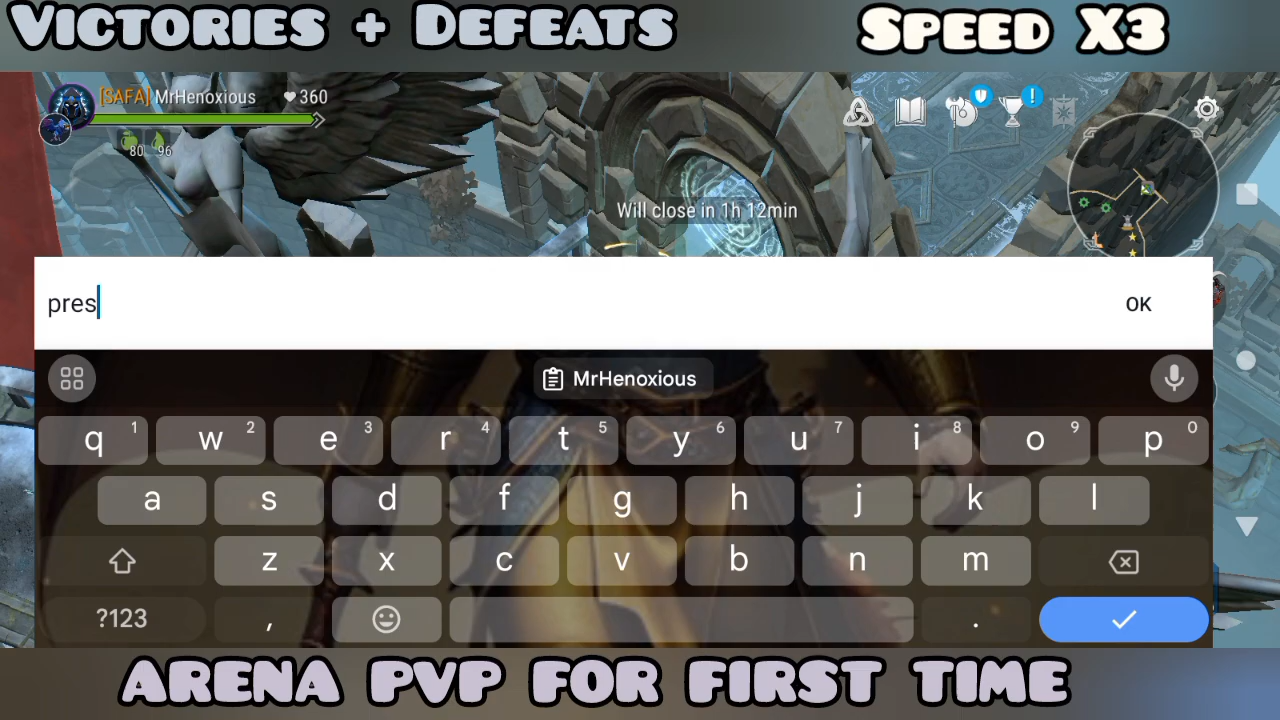 VICTORIES + DEFEATS
SPEED X3
[SAFA] MrHenoxious 360
80 96
!
Will close in 1h 12min
pres
OK
MrHenoxious
q 1 w 2 e 3 r 4 t 5 y 6 u 7 i 8 o 9 p 0
a s d f g h j k l
z x c v b n m
?123 , .
ARENA PVP FOR FIRST TIME